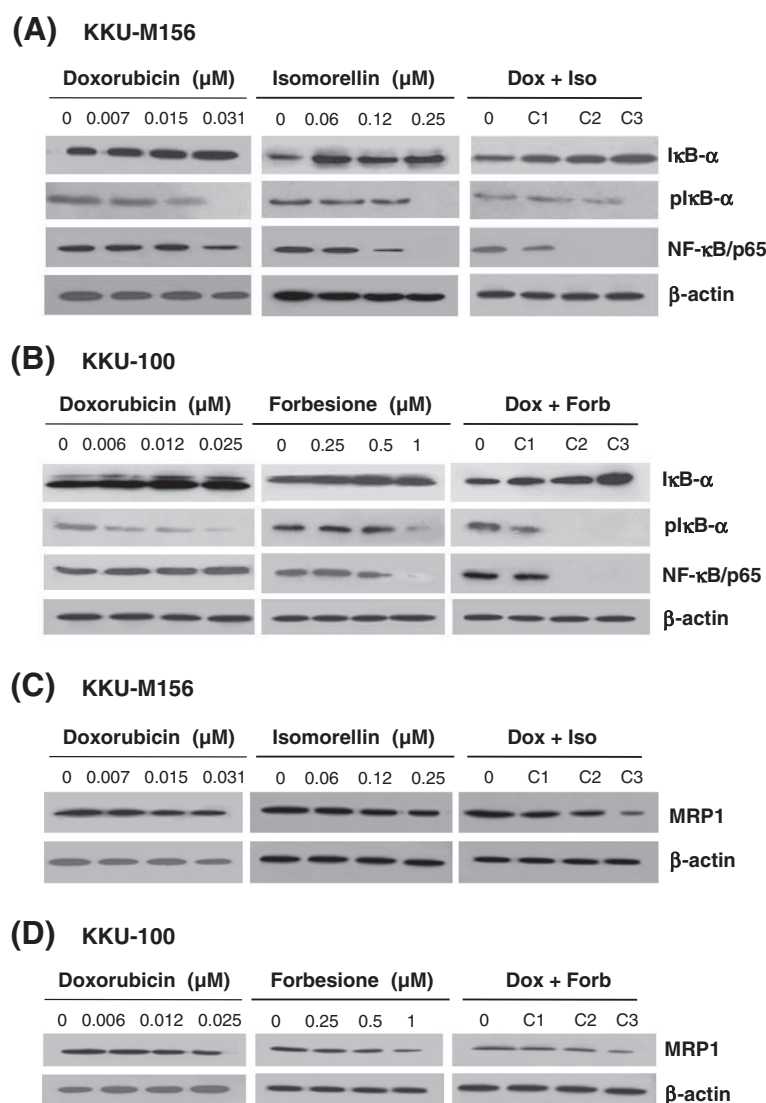 (A) KKU-M156
Doxorubicin (µM) Isomorellin (µM) Dox + Iso
0 0.007 0.015 0.031 0 0.06 0.12 0.25 0 C1 C2 C3
IκB-α
pIκB-α
NF-κB/p65
β-actin
(B) KKU-100
Doxorubicin (µM) Forbesione (µM) Dox + Forb
0 0.006 0.012 0.025 0 0.25 0.5 1 0 C1 C2 C3
IκB-α
pIκB-α
NF-κB/p65
β-actin
(C) KKU-M156
Doxorubicin (µM) Isomorellin (µM) Dox + Iso
0 0.007 0.015 0.031 0 0.06 0.12 0.25 0 C1 C2 C3
MRP1
β-actin
(D) KKU-100
Doxorubicin (µM) Forbesione (µM) Dox + Forb
0 0.006 0.012 0.025 0 0.25 0.5 1 0 C1 C2 C3
MRP1
β-actin